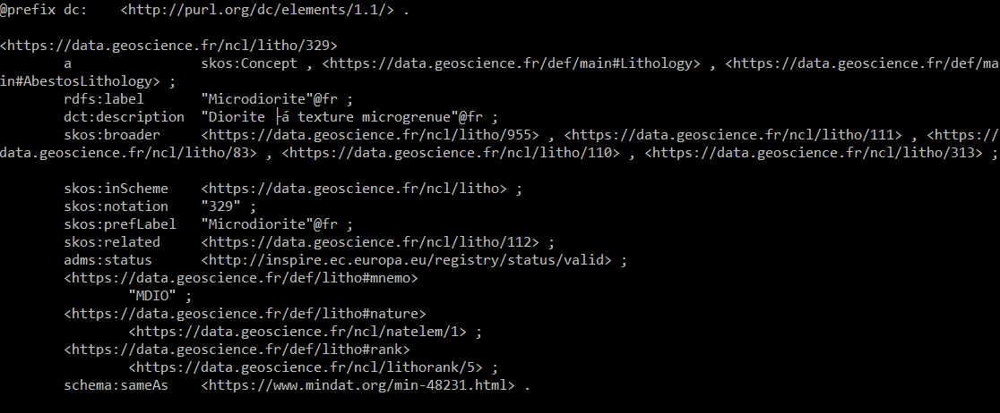 @prefix dc:    <http://purl.org/dc/elements/1.1/> .
<https://data.geoscience.fr/ncl/litho/329>
a              skos:Concept , <https://data.geoscience.fr/def/main#Lithology> , <https://data.geoscience.fr/def/ma
in#AbestosLithology> ;
rdfs:label       "Microdiorite"@fr ;
dct:description  "Diorite ├á texture microgrenue"@fr ;
skos:broader     <https://data.geoscience.fr/ncl/litho/955> , <https://data.geoscience.fr/ncl/litho/111> , <https://
data.geoscience.fr/ncl/litho/83> , <https://data.geoscience.fr/ncl/litho/110> , <https://data.geoscience.fr/ncl/litho/313> ;
skos:inScheme    <https://data.geoscience.fr/ncl/litho> ;
skos:notation    "329" ;
skos:prefLabel   "Microdiorite"@fr ;
skos:related     <https://data.geoscience.fr/ncl/litho/112> ;
adms:status      <http://inspire.ec.europa.eu/registry/status/valid> ;
<https://data.geoscience.fr/def/litho#mnemo>
"MDIO" ;
<https://data.geoscience.fr/def/litho#nature>
<https://data.geoscience.fr/ncl/natelem/1> ;
<https://data.geoscience.fr/def/litho#rank>
<https://data.geoscience.fr/ncl/lithorank/5> ;
schema:sameAs    <https://www.mindat.org/min-48231.html> .